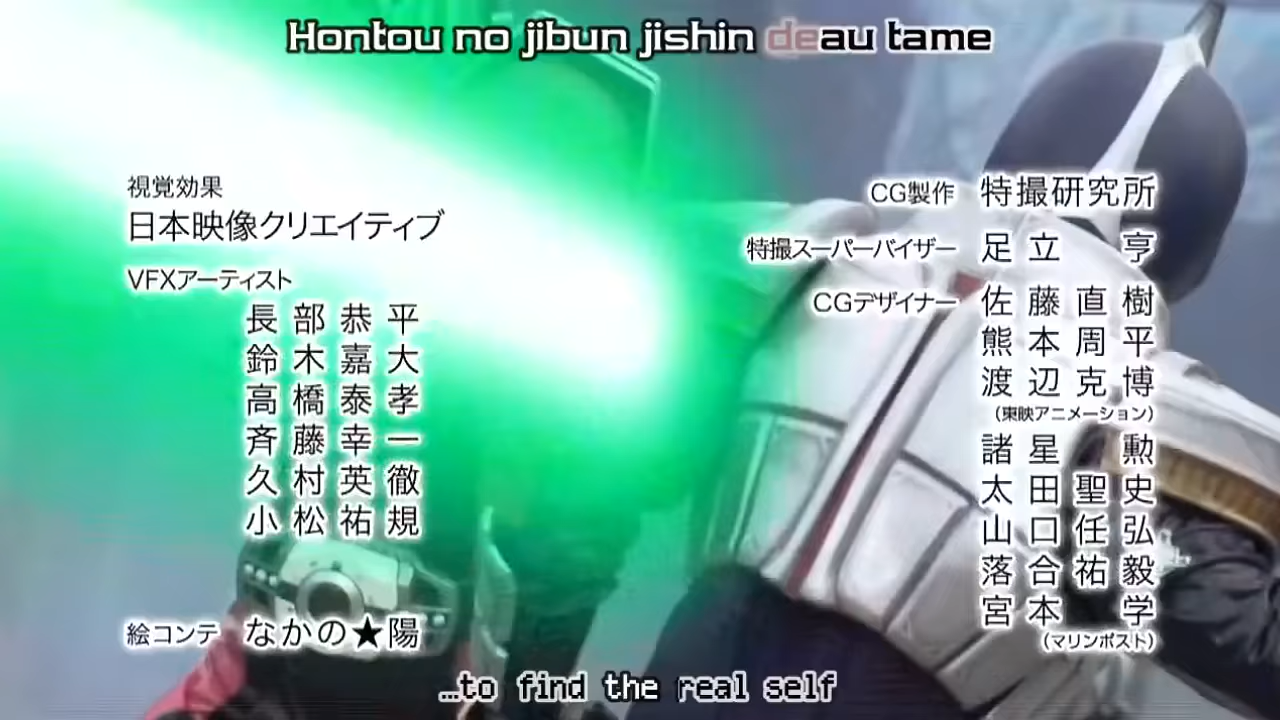 Hontou no jibun jishin deau tame
視覚効果
日本映像クリエイティブ
VFXアーティスト
長部恭平
鈴木嘉大
高橋泰孝
斉藤幸一
久村英徹
小松祐規
絵コンテ なかの★陽
CG製作 特撮研究所
特撮スーパーバイザー 足立 亨
CGデザイナー 佐藤直樹
熊本周平
渡辺克博
(東映アニメーション)
諸星 勲
太田聖史
山口任弘
落合祐毅
宮本 学
(マリンポスト)
...to find the real self